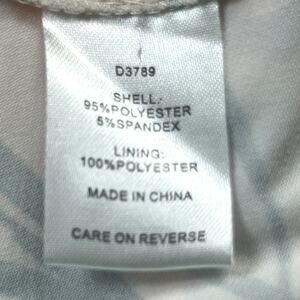 D3789
SHELL:
95%POLYESTER
5%SPANDEX
LINING:
100%POLYESTER
MADE IN CHINA
CARE ON REVERSE